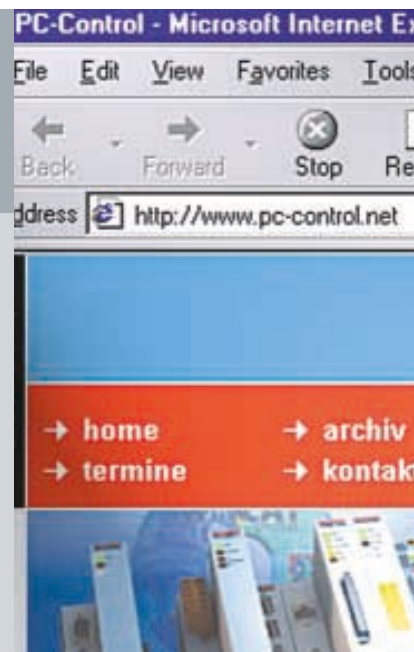 PC-Control - Microsoft Internet Ex
File Edit View Favorites Tools
Back Forward Stop Re
ddress http://www.pc-control.net
→ home → archiv
→ termine → kontakt